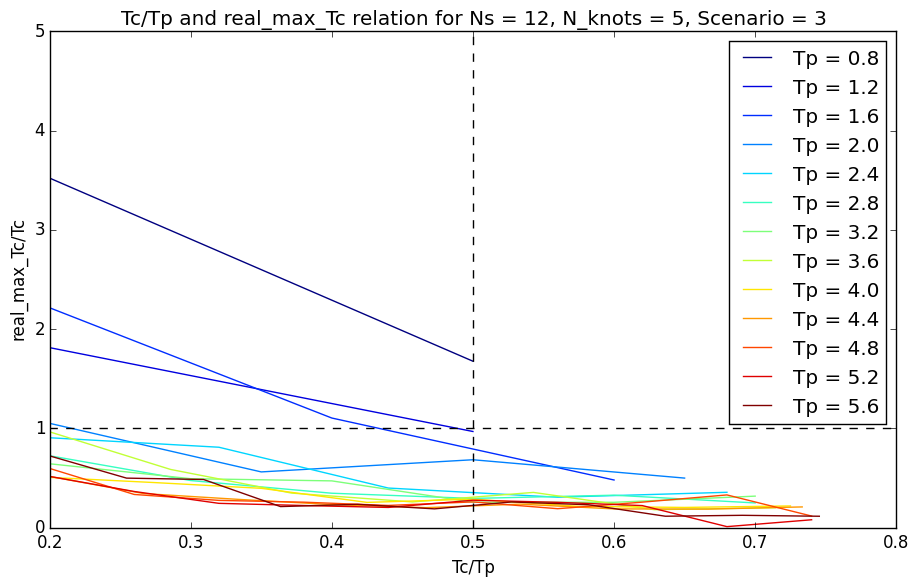 Tc/Tp and real_max_Tc relation for Ns = 12, N_knots = 5, Scenario = 3
5
4
3
2
1
0
real_max_Tc/Tc
Tp = 0.8
Tp = 1.2
Tp = 1.6
Tp = 2.0
Tp = 2.4
Tp = 2.8
Tp = 3.2
Tp = 3.6
Tp = 4.0
Tp = 4.4
Tp = 4.8
Tp = 5.2
Tp = 5.6
0.2 0.3 0.4 0.5 0.6 0.7 0.8
Tc/Tp